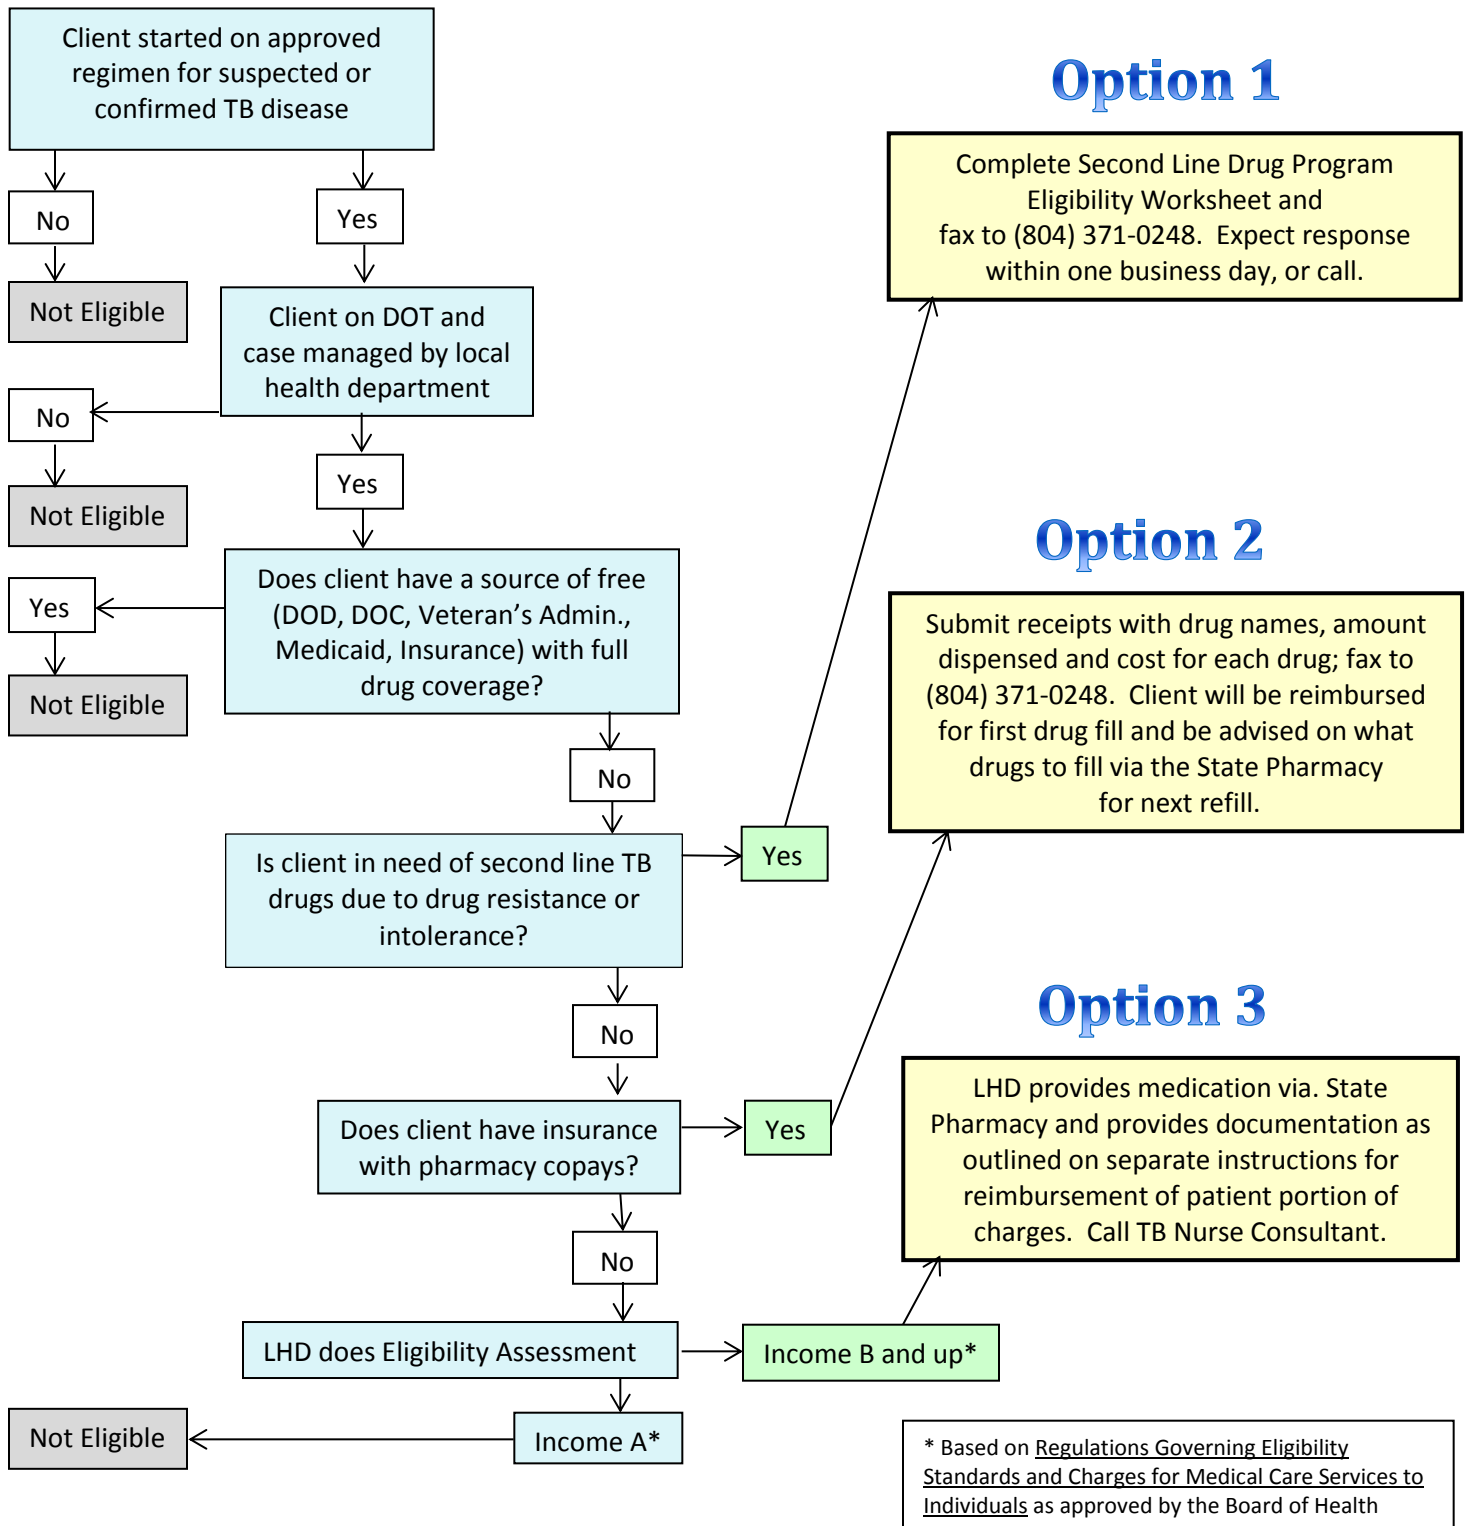 Client started on approved
regimen for suspected or
confirmed TB disease
No
Yes
Not Eligible
Client on DOT and
case managed by local
health department
No
Not Eligible
Yes
Does client have a source of free
(DOD, DOC, Veteran’s Admin.,
Medicaid, Insurance) with full
drug coverage?
Yes
Not Eligible
No
Is client in need of second line TB
drugs due to drug resistance or
intolerance?
Yes
No
Does client have insurance
with pharmacy copays?
Yes
No
LHD does Eligibility Assessment
Income B and up*
Income A*
Not Eligible
Option 1
Complete Second Line Drug Program
Eligibility Worksheet and
fax to (804) 371-0248.  Expect response
within one business day, or call.
Option 2
Submit receipts with drug names, amount
dispensed and cost for each drug; fax to
(804) 371-0248.  Client will be reimbursed
for first drug fill and be advised on what
drugs to fill via the State Pharmacy
for next refill.
Option 3
LHD provides medication via. State
Pharmacy and provides documentation as
outlined on separate instructions for
reimbursement of patient portion of
charges.  Call TB Nurse Consultant.
* Based on Regulations Governing Eligibility
Standards and Charges for Medical Care Services to
Individuals as approved by the Board of Health